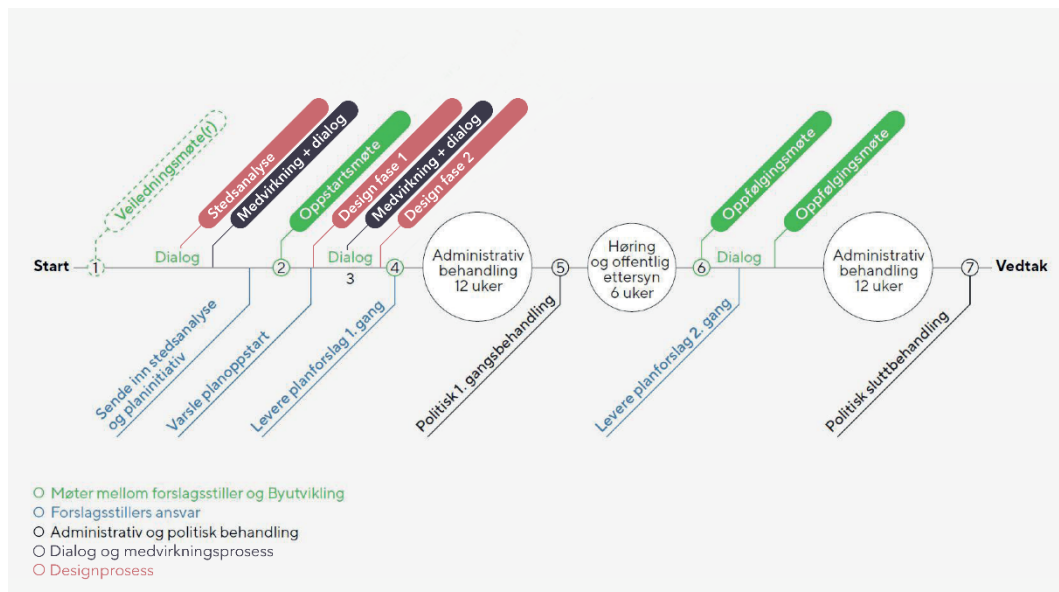 Veiledningsmøte(r)
Stedsanalyse
Medvirkning + dialog
Oppstartsmøte
Design fase 1
Medvirkning + dialog
Design fase 2
Oppfølgingsmøte
Oppfølgingsmøte
Start
1
Dialog
2
Dialog
3
4
Administrativ
behandling
12 uker
5
Høring
og offentlig
ettersyn
6 uker
6
Dialog
Administrativ
behandling
12 uker
7
Vedtak
Sende inn stedsanalyse
og planinitiativ
Varsle planoppstart
Levere planforslag 1. gang
Politisk 1. gangsbehandling
Levere planforslag 2. gang
Politisk sluttbehandling
Møter mellom forslagsstiller og Byutvikling
Forslagsstillers ansvar
Administrativ og politisk behandling
Dialog og medvirkningsprosess
Designprosess